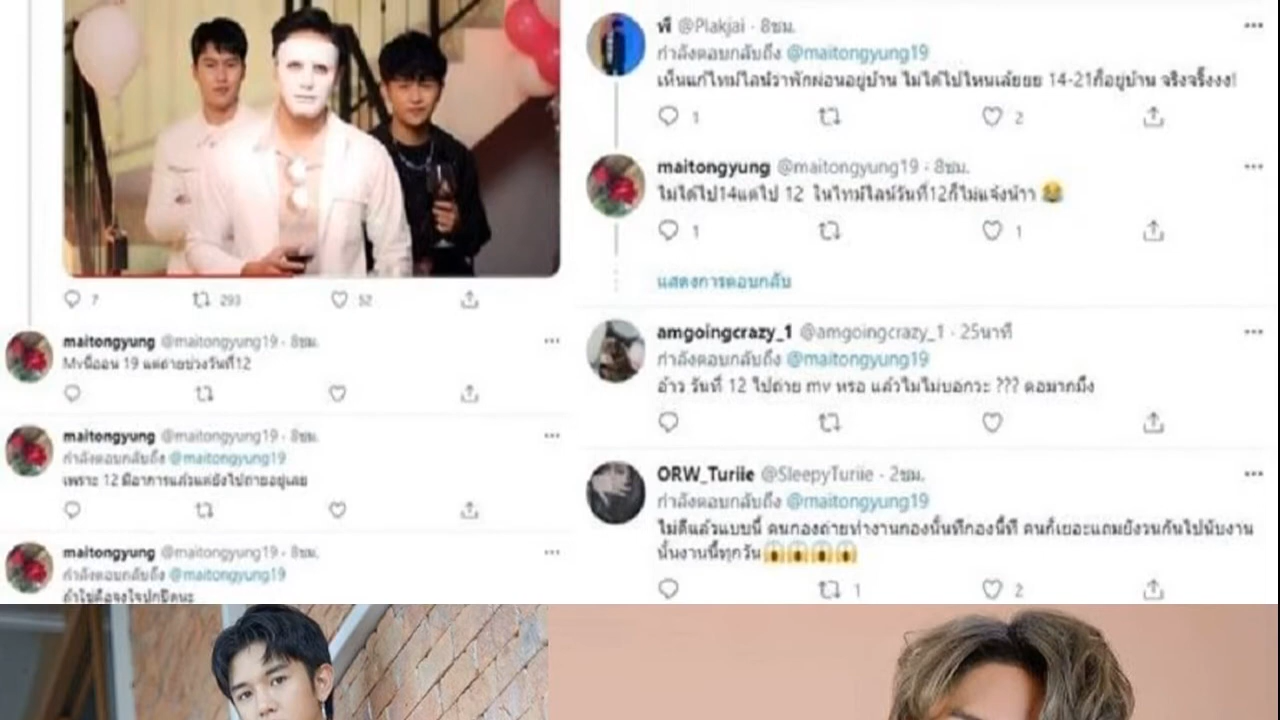 7 293 52
maitongyung @maitongyung19 · 8ชม.
Mvนี้ออน 19 แต่ถ่ายช่วงวันที่12
maitongyung @maitongyung19 · 8ชม.
กำลังตอบกลับถึง @maitongyung19
เพราะ 12 มีอาการแล้วแต่ยังไปถ่ายอยู่เลย
maitongyung @maitongyung19 · 8ชม.
กำลังตอบกลับถึง @maitongyung19
ถ้าใช่คือจงใจปกปิดนะ
พี @Plakjai · 8ชม.
กำลังตอบกลับถึง @maitongyung19
เห็นแก้ไทม์ไลน์ว่าพักผ่อนอยู่บ้าน ไม่ได้ไปไหนเล้ยยย 14-21ก็อยู่บ้าน จริงจริ๊งงงง!
1 2
maitongyung @maitongyung19 · 8ชม.
ไม่ได้ไป14แต่ไป 12 ในไทม์ไลน์วันที่12ก็ไม่แจ้งน้าา 😂
1 1
แสดงการตอบกลับ
amgoingcrazy_1 @amgoingcrazy_1 · 25นาที
กำลังตอบกลับถึง @maitongyung19
อ้าว วันที่ 12 ไปถ่าย mv หรอ แล้วไมไม่บอกวะ ??? ตอมากมึง
ORW_Turiie @SleepyTuriie · 2ชม.
กำลังตอบกลับถึง @maitongyung19
ไม่ดีแล้วแบบนี้ คนกองถ่ายทำงานกองนั้นทีกองนี้ที คนก็เยอะแถมยังวนกันไปนับงาน
นั้นงานนี้ทุกวัน😱😱😱😱
1 2